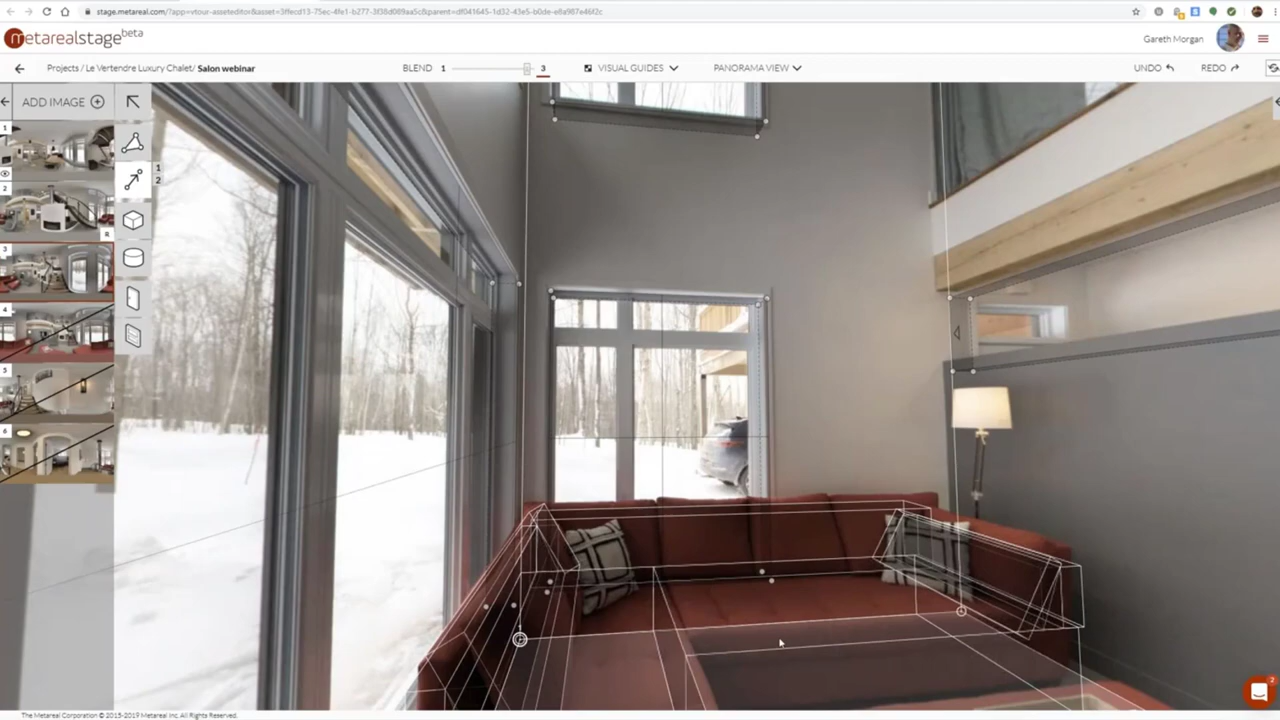 stage.metareal.com/?app=vtour-asseteditor&asset=3ffecd13-75ec-4fe1-b277-3f38d089aa5c&parent=df041645-1d32-43e5-b0de-e8a987e46f2c
metarealstage beta
Gareth Morgan
Projects / Le Vertendre Luxury Chalet/ Salon webinar
BLEND 1 3
VISUAL GUIDES
PANORAMA VIEW
UNDO
REDO
ADD IMAGE
1
2
R
3
4
5
6
1
2
1
2
The Metareal Corporation © 2015-2019 Metareal Inc. All Rights Reserved.